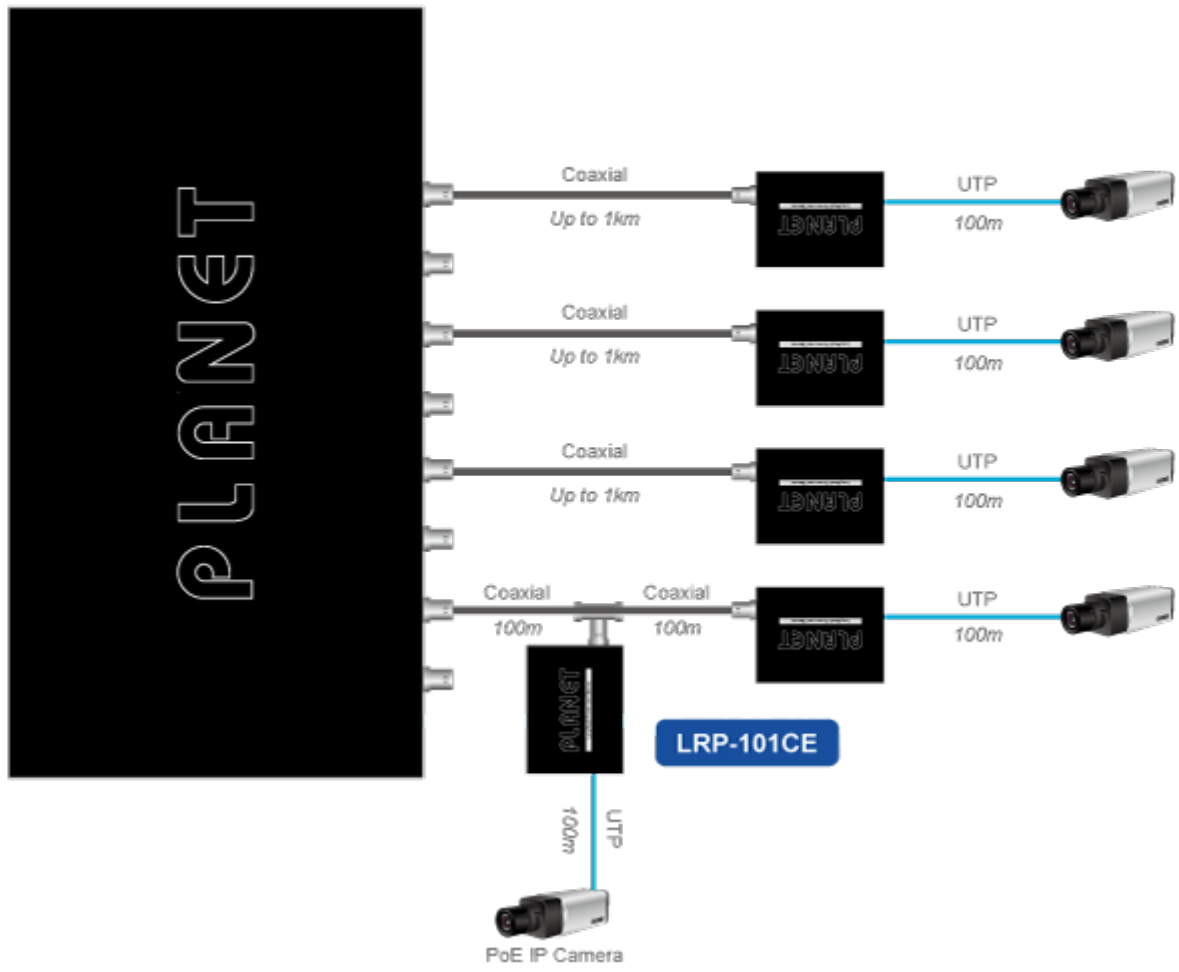 PLANET
Coaxial
Up to 1km
PLANET
UTP
100m
Coaxial
Up to 1km
PLANET
UTP
100m
Coaxial
Up to 1km
PLANET
UTP
100m
Coaxial
100m
Coaxial
100m
PLANET
UTP
100m
PLANET
LRP-101CE
UTP
100m
PoE IP Camera